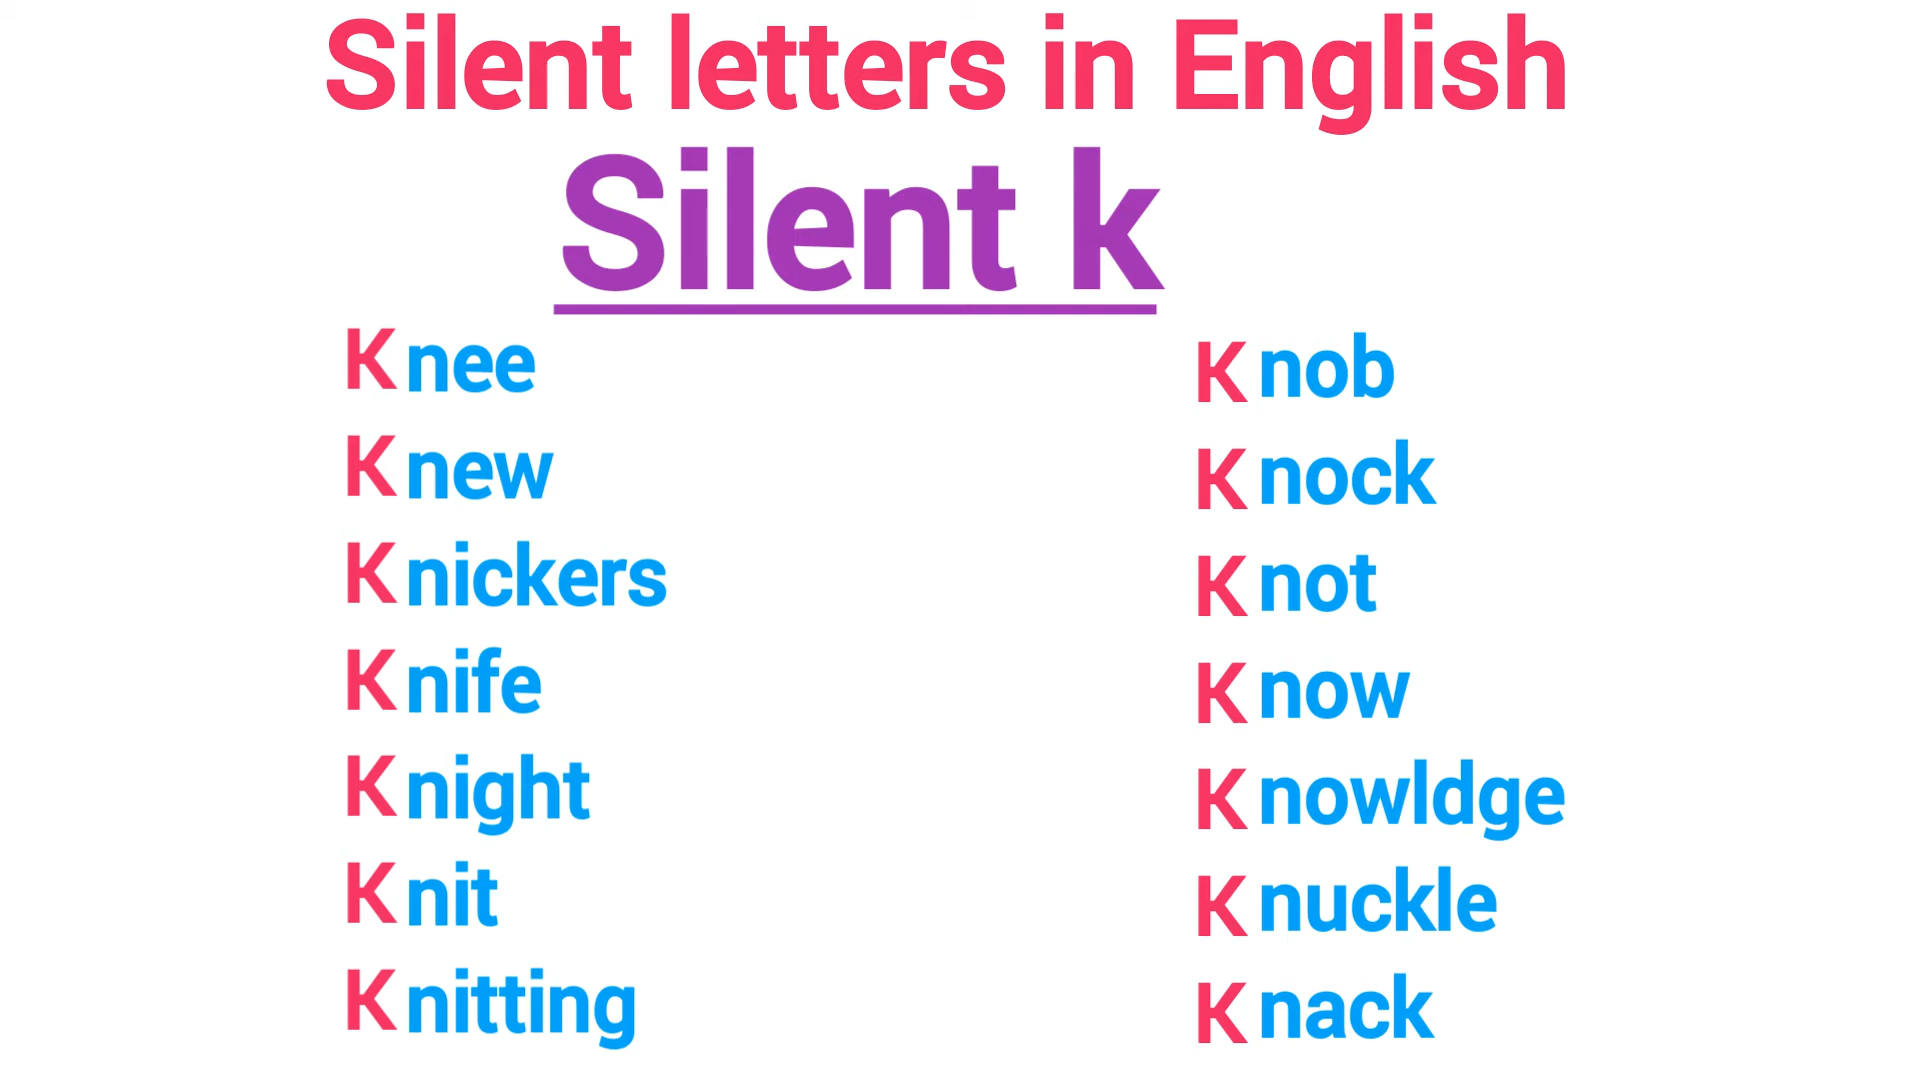 Silent letters in English
Silent k
Knee
Knew
Knickers
Knife
Knight
Knit
Knitting
Knob
Knock
Knot
Know
Knowldge
Knuckle
Knack